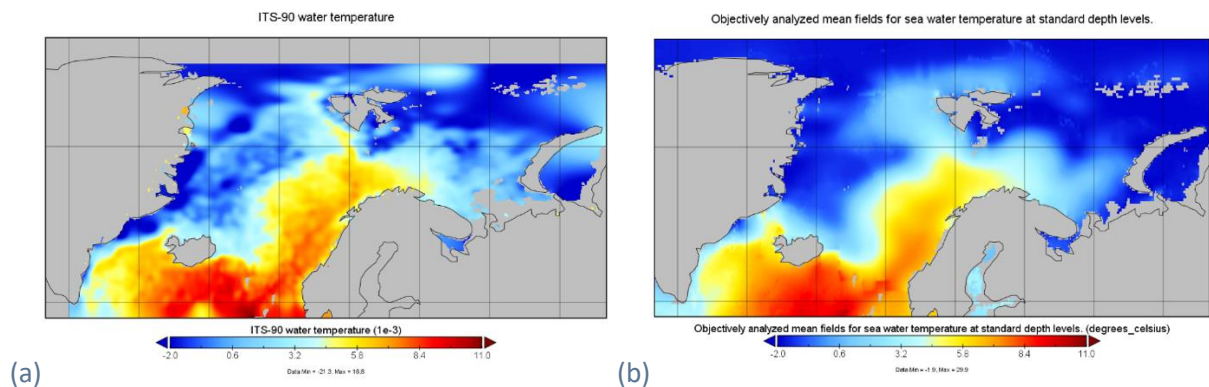 ITS-90 water temperature
-2.0 0.6 3.2 5.8 8.4 11.0
ITS-90 water temperature (1e-3)
Data Min = -21.3, Max = 18.8
(a)
Objectively analyzed mean fields for sea water temperature at standard depth levels.
Objectively analyzed mean fields for sea water temperature at standard depth levels. (degrees_celsius)
-2.0 0.6 3.2 5.8 8.4 11.0
Data Min = -1.9, Max = 29.9
(b)